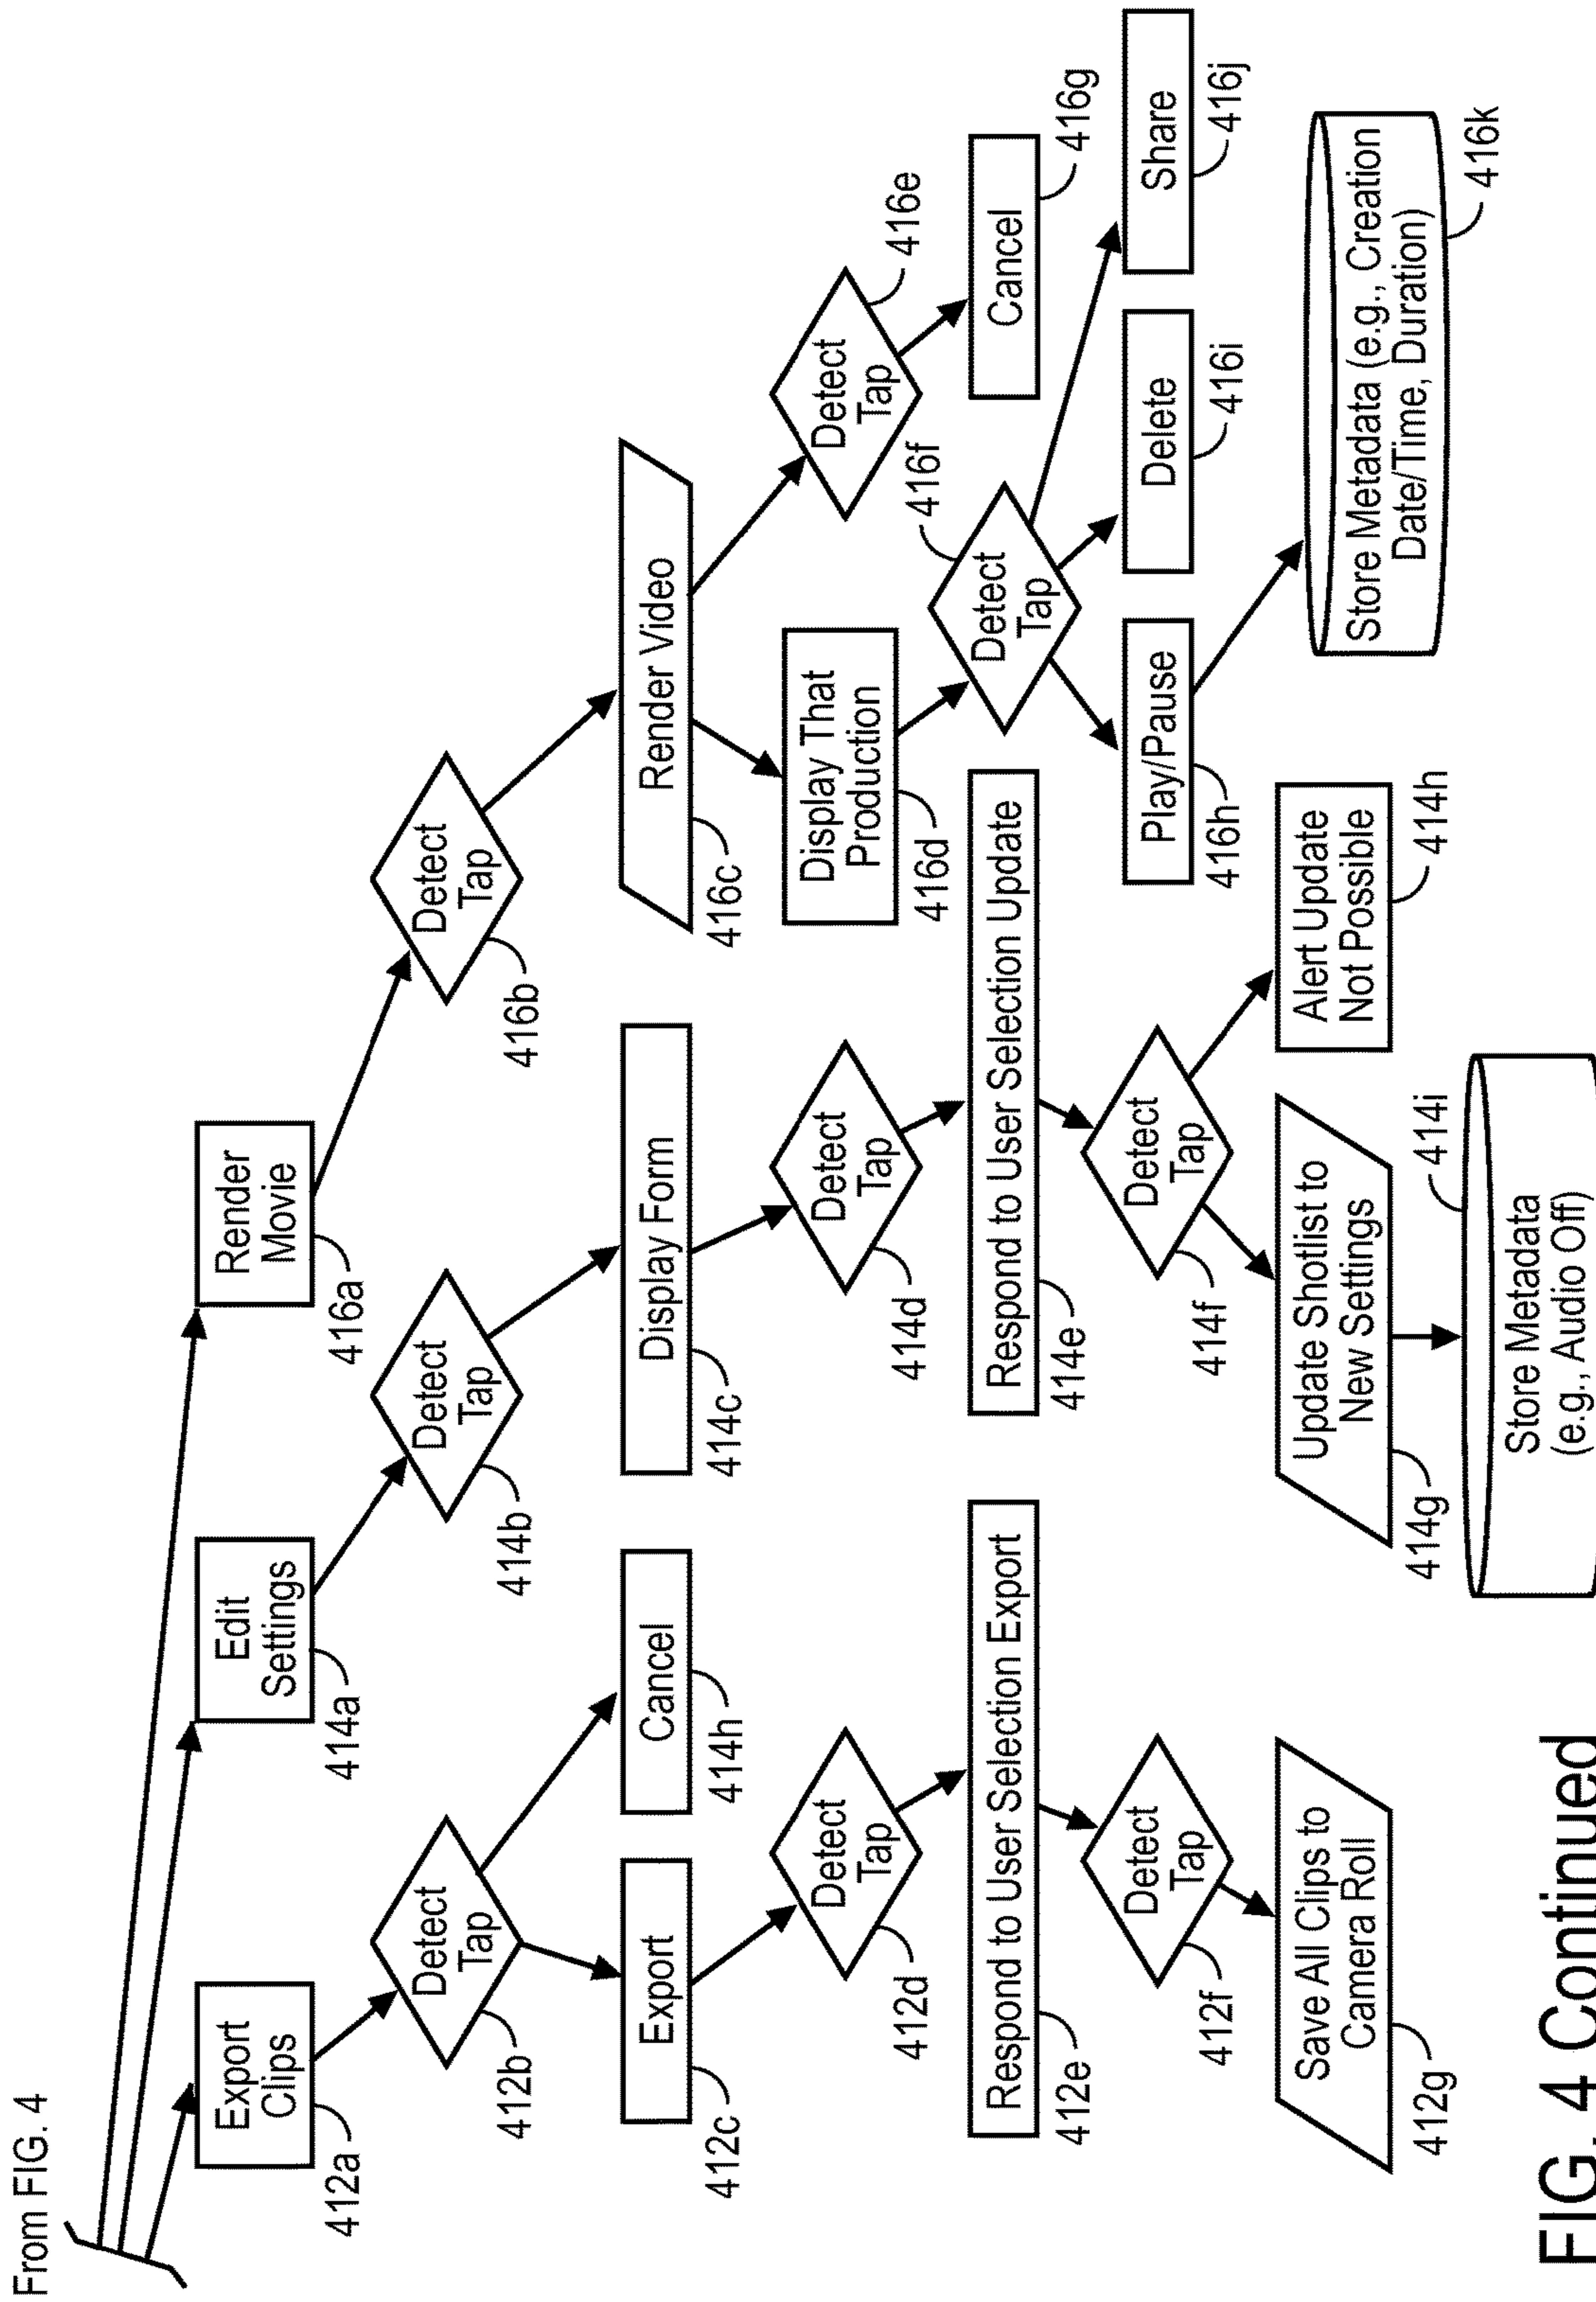 From FIG. 4
Export
Clips
412a
Edit
Settings
414a
Render
Movie
416a
Detect
Tap
412b
Detect
Tap
414b
Detect
Tap
416b
Export
412c
Cancel
414h
Display Form
414c
Render Video
416c
Detect
Tap
412d
Detect
Tap
414d
Display That
Production
416d
Detect
Tap
416e
Respond to User Selection Export
412e
Respond to User Selection Update
414e
Detect
Tap
416f
Cancel
416g
Detect
Tap
412f
Detect
Tap
414f
Play/Pause
416h
Delete
416i
Share
416j
Save All Clips to
Camera Roll
412g
Update Shotlist to
New Settings
414g
Alert Update
Not Possible
414h
Store Metadata (e.g., Creation
Date/Time, Duration)
416k
Store Metadata
(e.g., Audio Off)
414i
FIG. 4 Continued